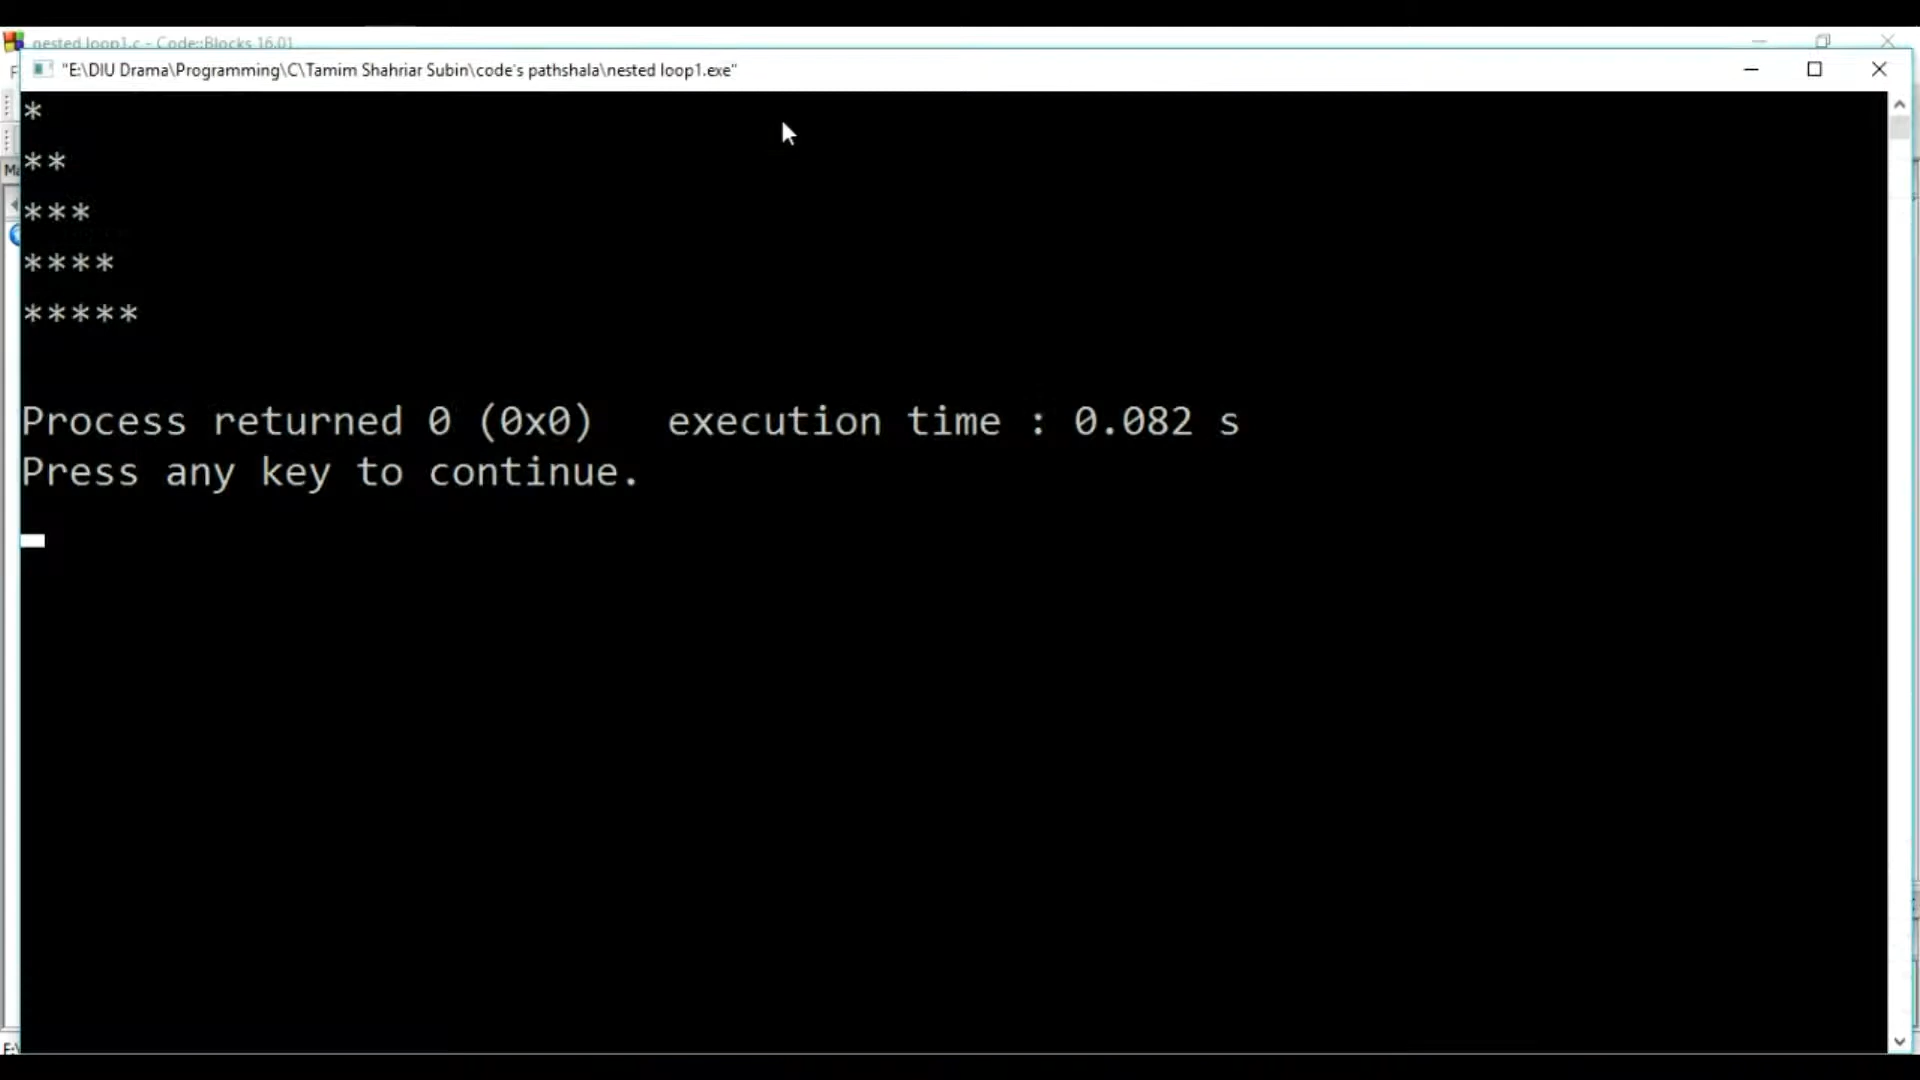 nested loop1.c - Code::Blocks 16.01
"E:\DIU Drama\Programming\C\Tamim Shahriar Subin\code's pathshala\nested loop1.exe"
*
**
***
****
*****
Process returned 0 (0x0)   execution time : 0.082 s
Press any key to continue.